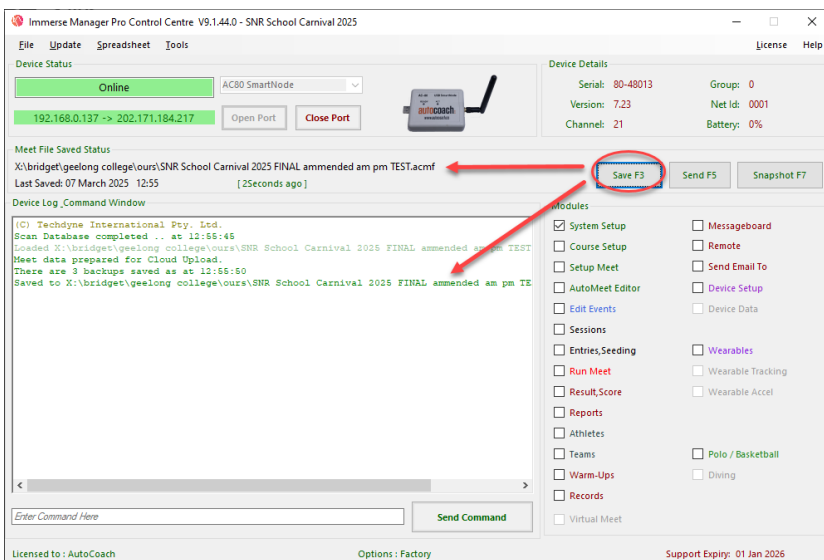 Immerse Manager Pro Control Centre V9.1.44.0 - SNR School Carnival 2025
File Update Spreadsheet Tools License Help
Device Status
Online
AC80 SmartNode
192.168.0.137 -> 202.171.184.217
Open Port
Close Port
autocoach
Device Details
Serial: 80-48013 Group: 0
Version: 7.23 Net Id: 0001
Channel: 21 Battery: 0%
Meet File Saved Status
X:\bridget\geelong college\ours\SNR School Carnival 2025 FINAL ammended am pm TEST.acmf
Last Saved: 07 March 2025 12:55 [ 2Seconds ago ]
Save F3
Send F5
Snapshot F7
Device Log ,Command Window
(C) Techdyne International Pty. Ltd.
Scan Database completed .. at 12:55:45
Loaded X:\bridget\geelong college\ours\SNR School Carnival 2025 FINAL ammended am pm TEST
Meet data prepared for Cloud Upload.
There are 3 backups saved as at 12:55:50
Saved to X:\bridget\geelong college\ours\SNR School Carnival 2025 FINAL ammended am pm TE
Enter Command Here
Send Command
Modules
System Setup Messageboard
Course Setup Remote
Setup Meet Send Email To
AutoMeet Editor Device Setup
Edit Events Device Data
Sessions
Entries,Seeding Wearables
Run Meet Wearable Tracking
Result,Score Wearable Accel
Reports
Athletes
Teams Polo / Basketball
Warm-Ups Diving
Records
Virtual Meet
Licensed to : AutoCoach Options : Factory Support Expiry: 01 Jan 2026